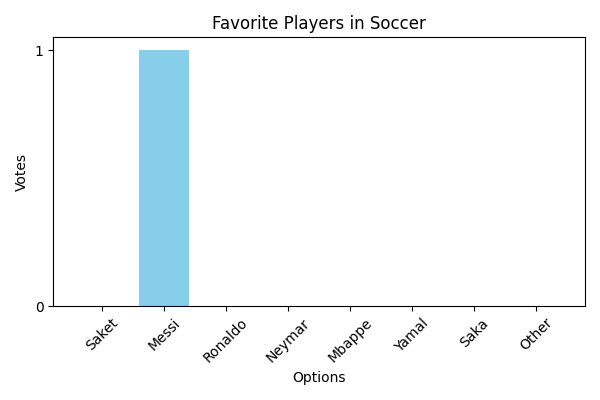 Favorite Players in Soccer
Votes
1
0
Saket
Messi
Ronaldo
Neymar
Mbappe
Yamal
Saka
Other
Options